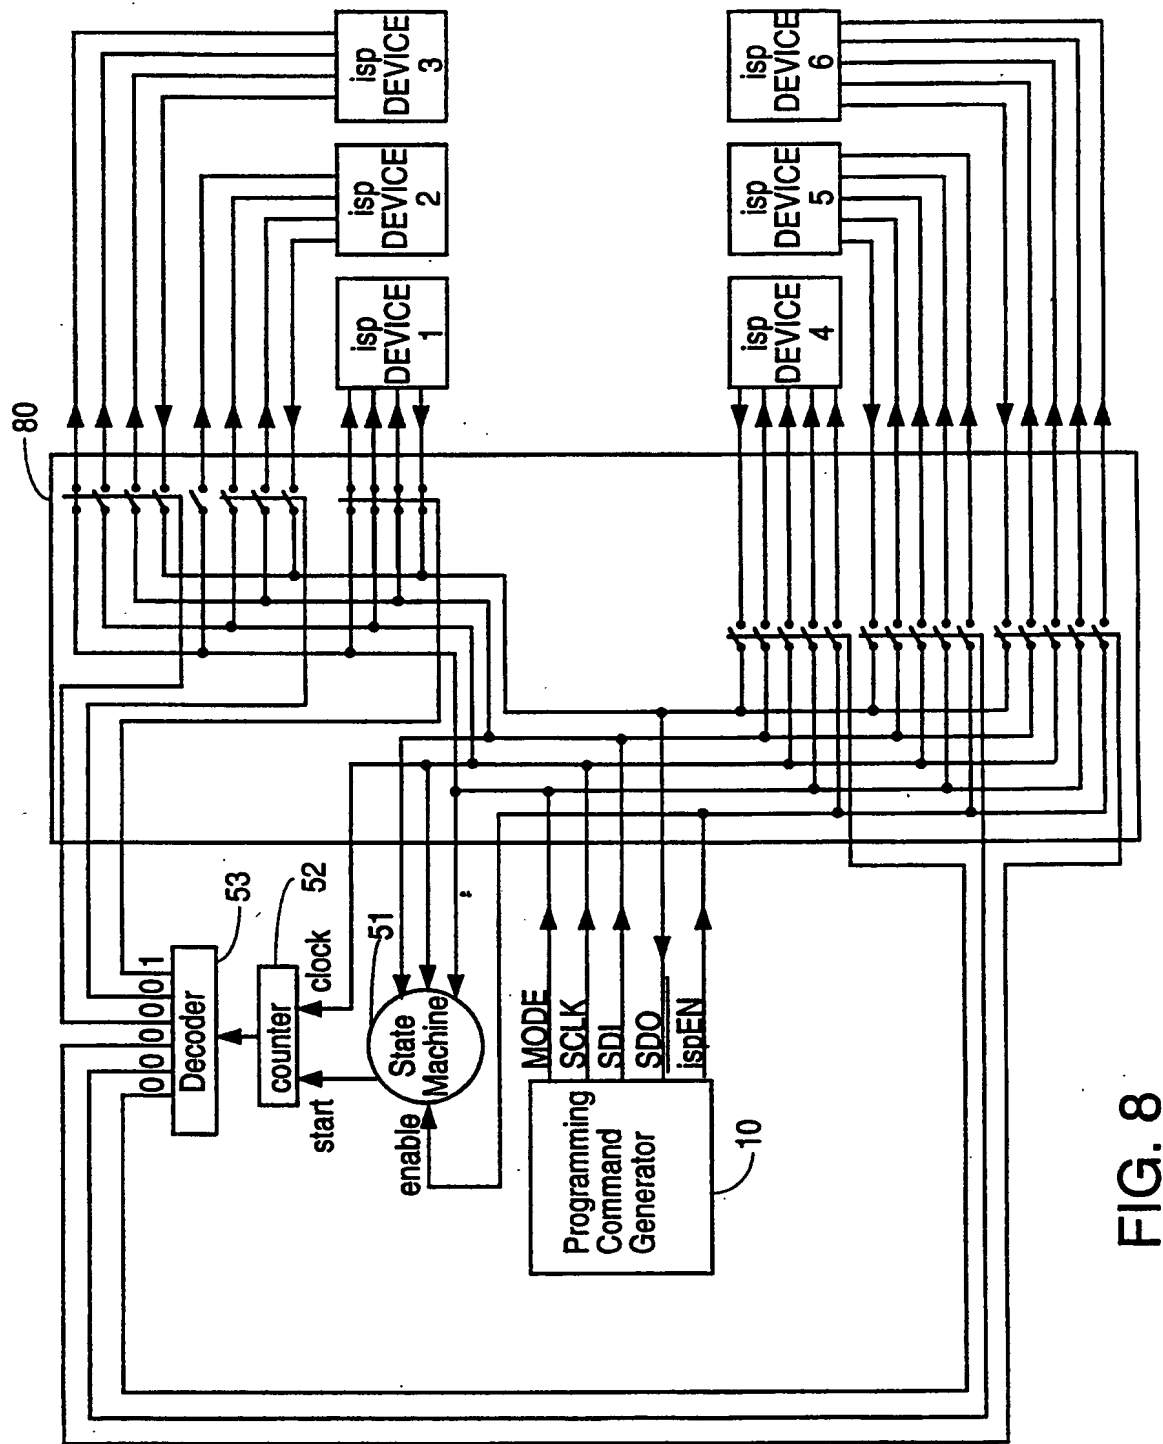 isp
DEVICE
3
isp
DEVICE
2
isp
DEVICE
1
isp
DEVICE
6
isp
DEVICE
5
isp
DEVICE
4
80
53
52
51
0 0 0 0 0 1
Decoder
counter
clock
start
State
Machine
enable
MODE
SCLK
SDI
SDO
ispEN
Programming
Command
Generator
10
FIG. 8